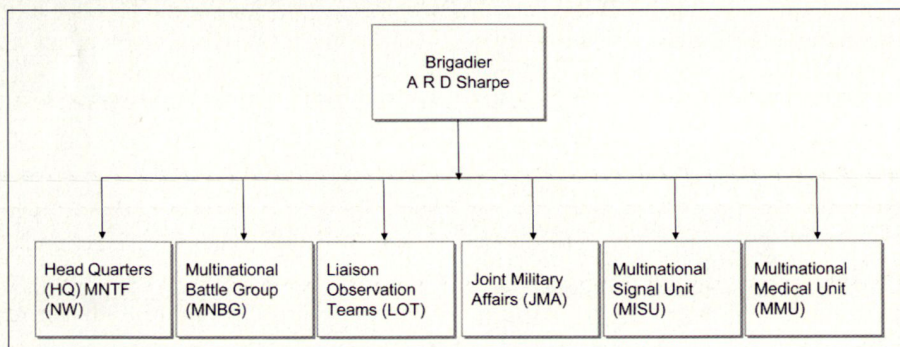 Brigadier
A R D Sharpe
Head Quarters
(HQ) MNTF
(NW)
Multinational
Battle Group
(MNBG)
Liaison
Observation
Teams (LOT)
Joint Military
Affairs (JMA)
Multinational
Signal Unit
(MISU)
Multinational
Medical Unit
(MMU)